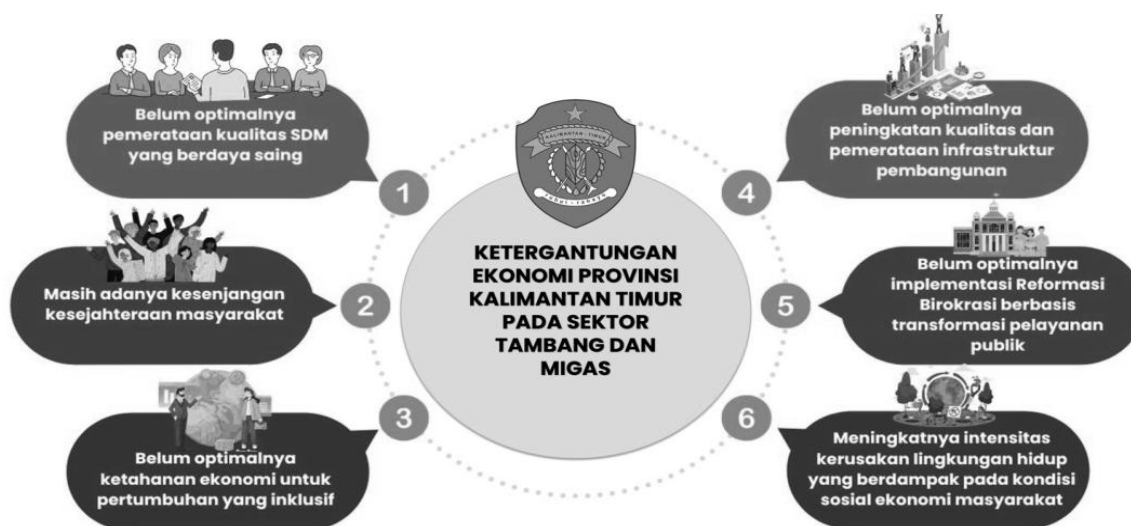 Belum optimalnya
pemerataan kualitas SDM
yang berdaya saing
1
Masih adanya kesenjangan
kesejahteraan masyarakat
2
Belum optimalnya
ketahanan ekonomi untuk
pertumbuhan yang inklusif
3
KALIMANTAN - TIMUR
KETERGANTUNGAN
EKONOMI PROVINSI
KALIMANTAN TIMUR
PADA SEKTOR
TAMBANG DAN
MIGAS
Belum optimalnya
peningkatan kualitas dan
pemerataan infrastruktur
pembangunan
4
Belum optimalnya
implementasi Reformasi
Birokrasi berbasis
transformasi pelayanan
publik
5
Meningkatnya intensitas
kerusakan lingkungan hidup
yang berdampak pada kondisi
sosial ekonomi masyarakat
6